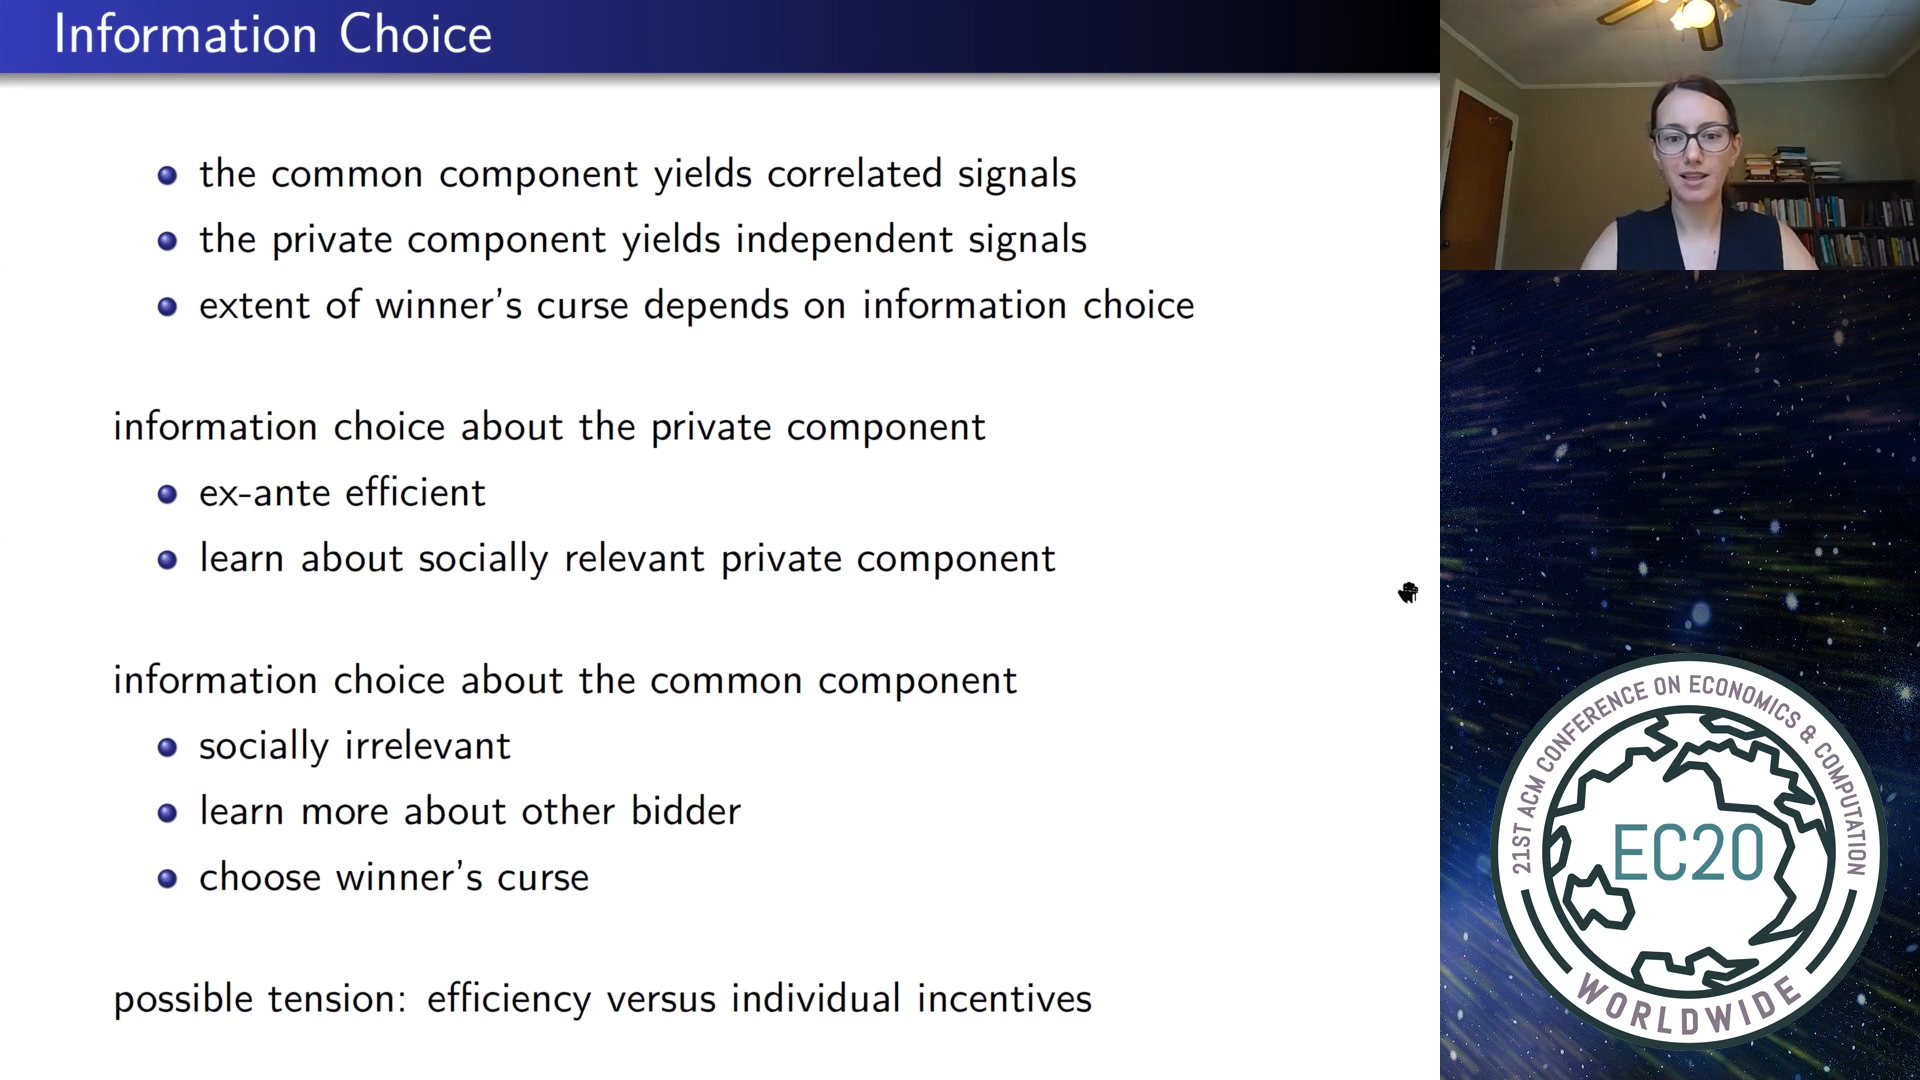 Information Choice
the common component yields correlated signals
the private component yields independent signals
extent of winner's curse depends on information choice
information choice about the private component
ex-ante efficient
learn about socially relevant private component
information choice about the common component
socially irrelevant
learn more about other bidder
choose winner's curse
possible tension: efficiency versus individual incentives
21ST ACM CONFERENCE ON ECONOMICS & COMPUTATION
EC20
WORLDWIDE